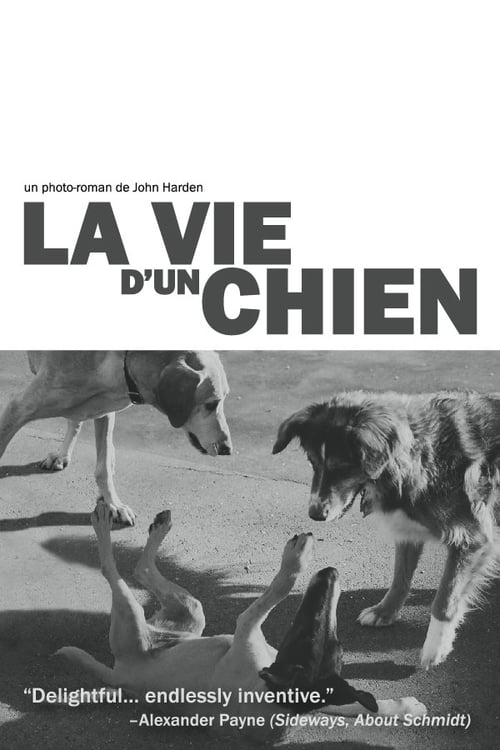 un photo-roman de John Harden
LA VIE
D'UN CHIEN
“Delightful... endlessly inventive.”
–Alexander Payne (Sideways, About Schmidt)